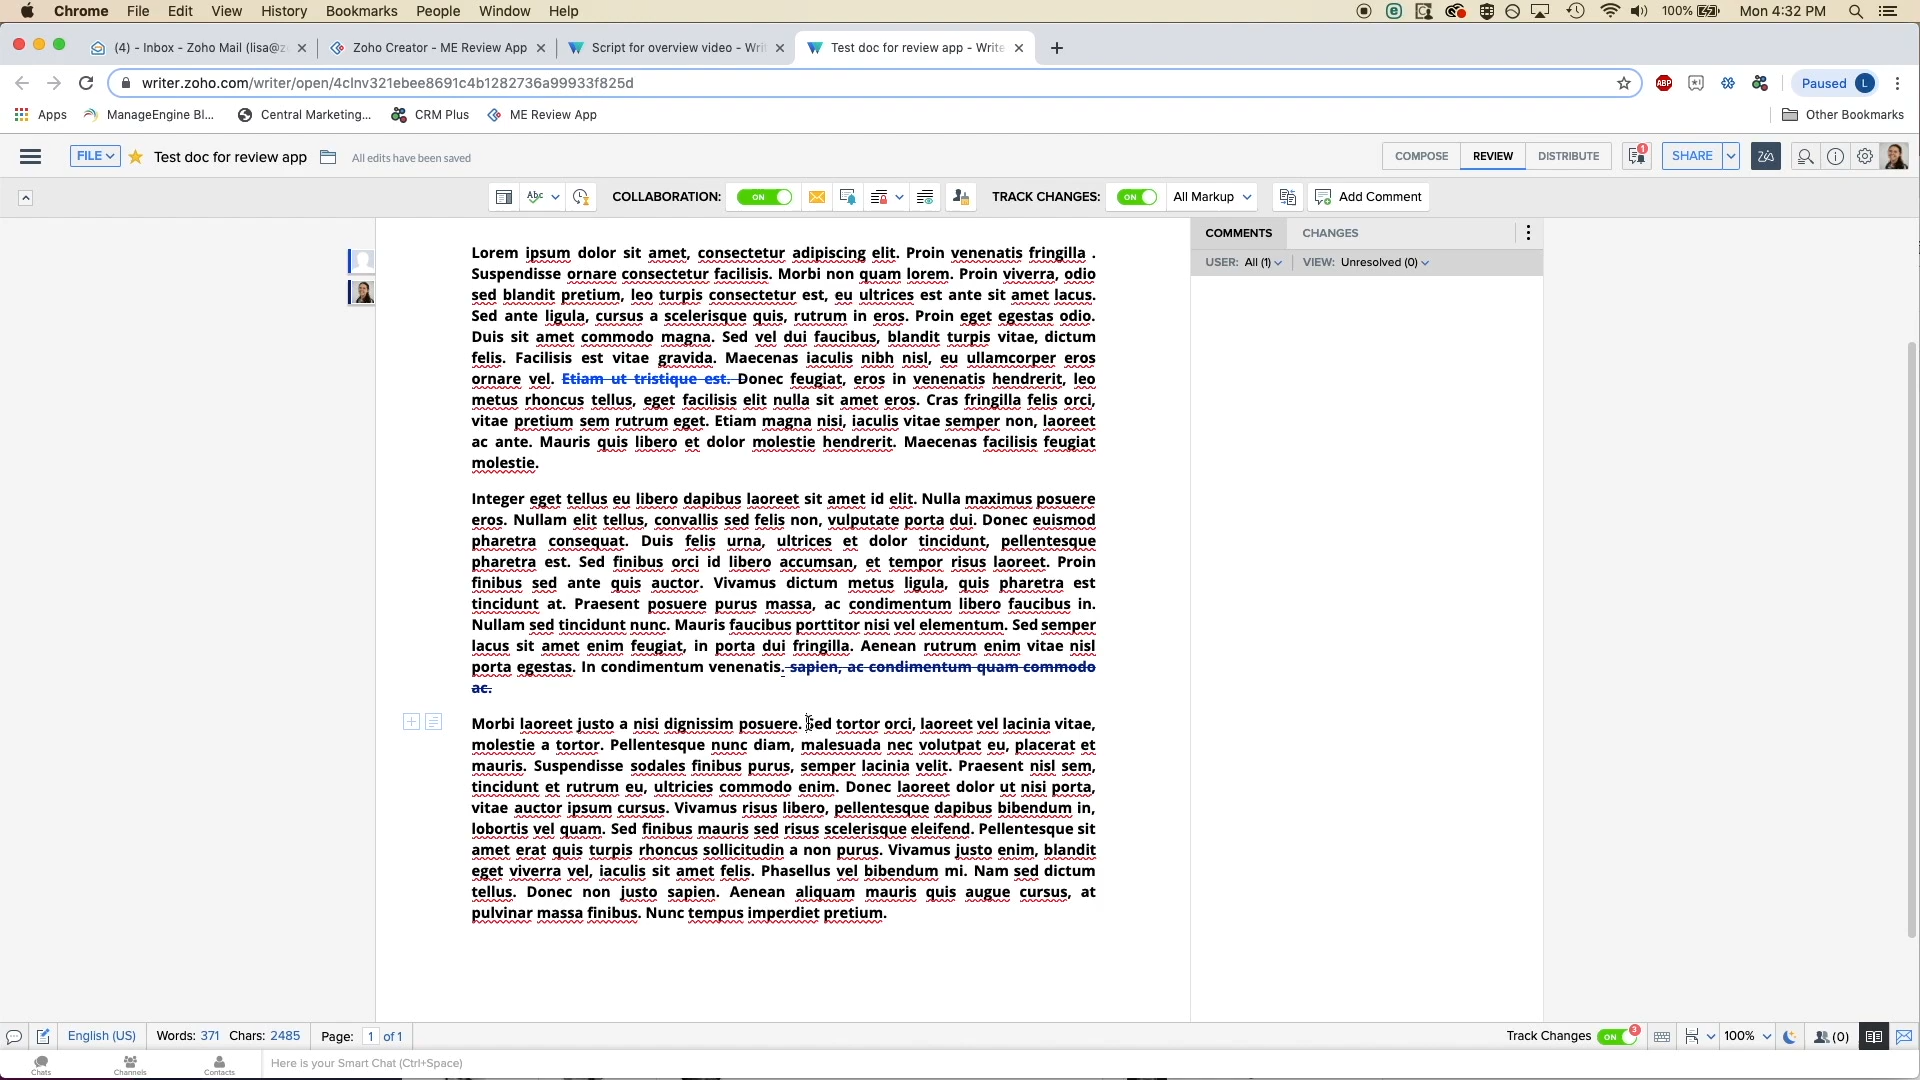 Chrome File Edit View History Bookmarks People Window Help 100% Mon 4:32 PM
(4) - Inbox - Zoho Mail (lisa@z Zoho Creator - ME Review App Script for overview video - Wri Test doc for review app - Write
writer.zoho.com/writer/open/4clnv321ebee8691c4b1282736a99933f825d ABP Paused L
Apps ManageEngine Bl... Central Marketing... CRM Plus ME Review App Other Bookmarks
FILE Test doc for review app All edits have been saved COMPOSE REVIEW DISTRIBUTE 1 SHARE
Abc COLLABORATION: ON TRACK CHANGES: ON All Markup Add Comment
COMMENTS CHANGES
USER: All (1) VIEW: Unresolved (0)
Lorem ipsum dolor sit amet, consectetur adipiscing elit. Proin venenatis fringilla .
Suspendisse ornare consectetur facilisis. Morbi non quam lorem. Proin viverra, odio
sed blandit pretium, leo turpis consectetur est, eu ultrices est ante sit amet lacus.
Sed ante ligula, cursus a scelerisque quis, rutrum in eros. Proin eget egestas odio.
Duis sit amet commodo magna. Sed vel dui faucibus, blandit turpis vitae, dictum
felis. Facilisis est vitae gravida. Maecenas iaculis nibh nisl, eu ullamcorper eros
ornare vel. Etiam ut tristique est. Donec feugiat, eros in venenatis hendrerit, leo
metus rhoncus tellus, eget facilisis elit nulla sit amet eros. Cras fringilla felis orci,
vitae pretium sem rutrum eget. Etiam magna nisi, iaculis vitae semper non, laoreet
ac ante. Mauris quis libero et dolor molestie hendrerit. Maecenas facilisis feugiat
molestie.
Integer eget tellus eu libero dapibus laoreet sit amet id elit. Nulla maximus posuere
eros. Nullam elit tellus, convallis sed felis non, vulputate porta dui. Donec euismod
pharetra consequat. Duis felis urna, ultrices et dolor tincidunt, pellentesque
pharetra est. Sed finibus orci id libero accumsan, et tempor risus laoreet. Proin
finibus sed ante quis auctor. Vivamus dictum metus ligula, quis pharetra est
tincidunt at. Praesent posuere purus massa, ac condimentum libero faucibus in.
Nullam sed tincidunt nunc. Mauris faucibus porttitor nisi vel elementum. Sed semper
lacus sit amet enim feugiat, in porta dui fringilla. Aenean rutrum enim vitae nisl
porta egestas. In condimentum venenatis. sapien, ac condimentum quam commodo
ac.
Morbi laoreet justo a nisi dignissim posuere. Sed tortor orci, laoreet vel lacinia vitae,
molestie a tortor. Pellentesque nunc diam, malesuada nec volutpat eu, placerat et
mauris. Suspendisse sodales finibus purus, semper lacinia velit. Praesent nisl sem,
tincidunt et rutrum eu, ultricies commodo enim. Donec laoreet dolor ut nisi porta,
vitae auctor ipsum cursus. Vivamus risus libero, pellentesque dapibus bibendum in,
lobortis vel quam. Sed finibus mauris sed risus scelerisque eleifend. Pellentesque sit
amet erat quis turpis rhoncus sollicitudin a non purus. Vivamus justo enim, blandit
eget viverra vel, iaculis sit amet felis. Phasellus vel bibendum mi. Nam sed dictum
tellus. Donec non justo sapien. Aenean aliquam mauris quis augue cursus, at
pulvinar massa finibus. Nunc tempus imperdiet pretium.
English (US) Words: 371 Chars: 2485 Page: 1 of 1 Track Changes ON 3 100% (0)
Chats Channels Contacts Here is your Smart Chat (Ctrl+Space)